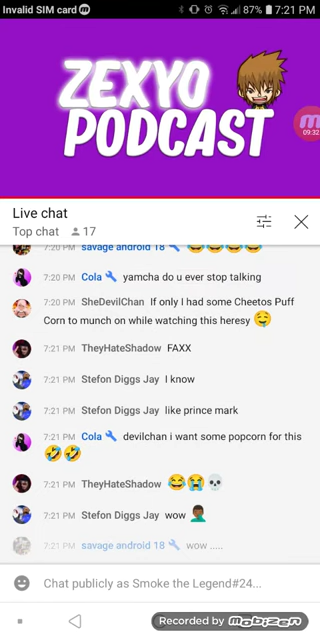 Invalid SIM card 87% 7:21 PM
ZEXYO
PODCAST
09:32
Live chat
Top chat 17
7:20 PM savage android 18 😂😂😂😂
7:20 PM Cola yamcha do u ever stop talking
7:20 PM SheDevilChan If only I had some Cheetos Puff
Corn to munch on while watching this heresy 🤤
7:21 PM TheyHateShadow FAXX
7:21 PM Stefon Diggs Jay I know
7:21 PM Stefon Diggs Jay like prince mark
7:21 PM Cola devilchan i want some popcorn for this
🤣🤣
7:21 PM TheyHateShadow 😂😭💀
7:21 PM Stefon Diggs Jay wow 🤦🏾‍♂️
7:21 PM savage android 18 wow .....
Chat publicly as Smoke the Legend#24...
Recorded by mobizen